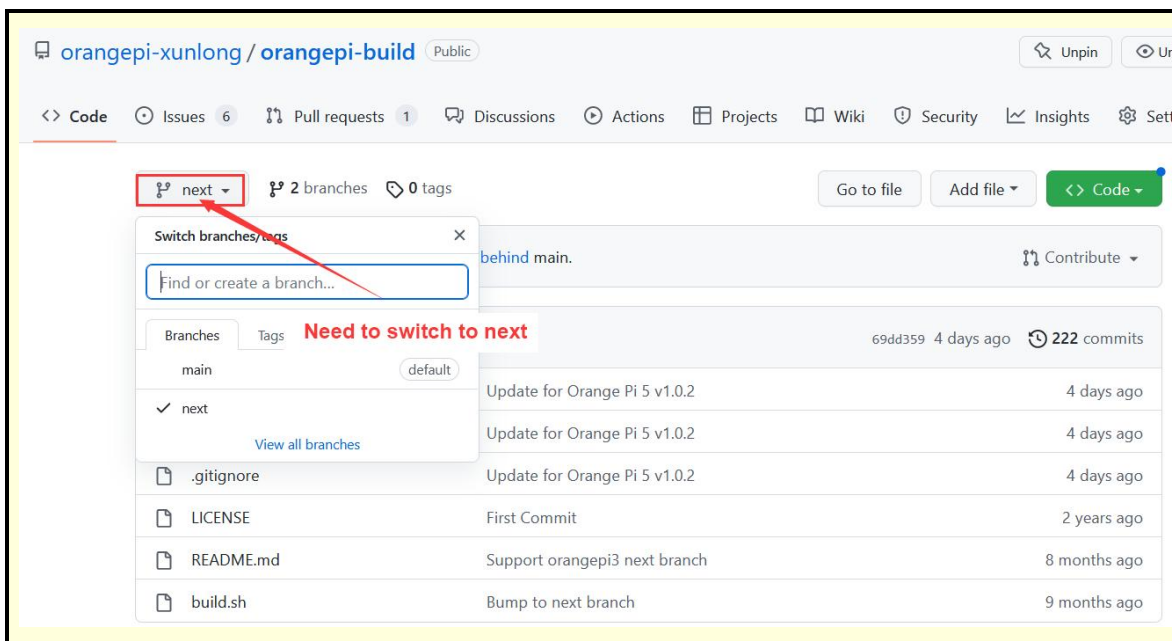 orangepi-xunlong / orangepi-build Public Unpin Un
Code Issues 6 Pull requests 1 Discussions Actions Projects Wiki Security Insights Sett
next 2 branches 0 tags Go to file Add file Code
Switch branches/tags
behind main. Contribute
Find or create a branch...
Need to switch to next
Branches Tags
69dd359 4 days ago 222 commits
main default
Update for Orange Pi 5 v1.0.2 4 days ago
next
Update for Orange Pi 5 v1.0.2 4 days ago
View all branches
.gitignore Update for Orange Pi 5 v1.0.2 4 days ago
LICENSE First Commit 2 years ago
README.md Support orangepi3 next branch 8 months ago
build.sh Bump to next branch 9 months ago